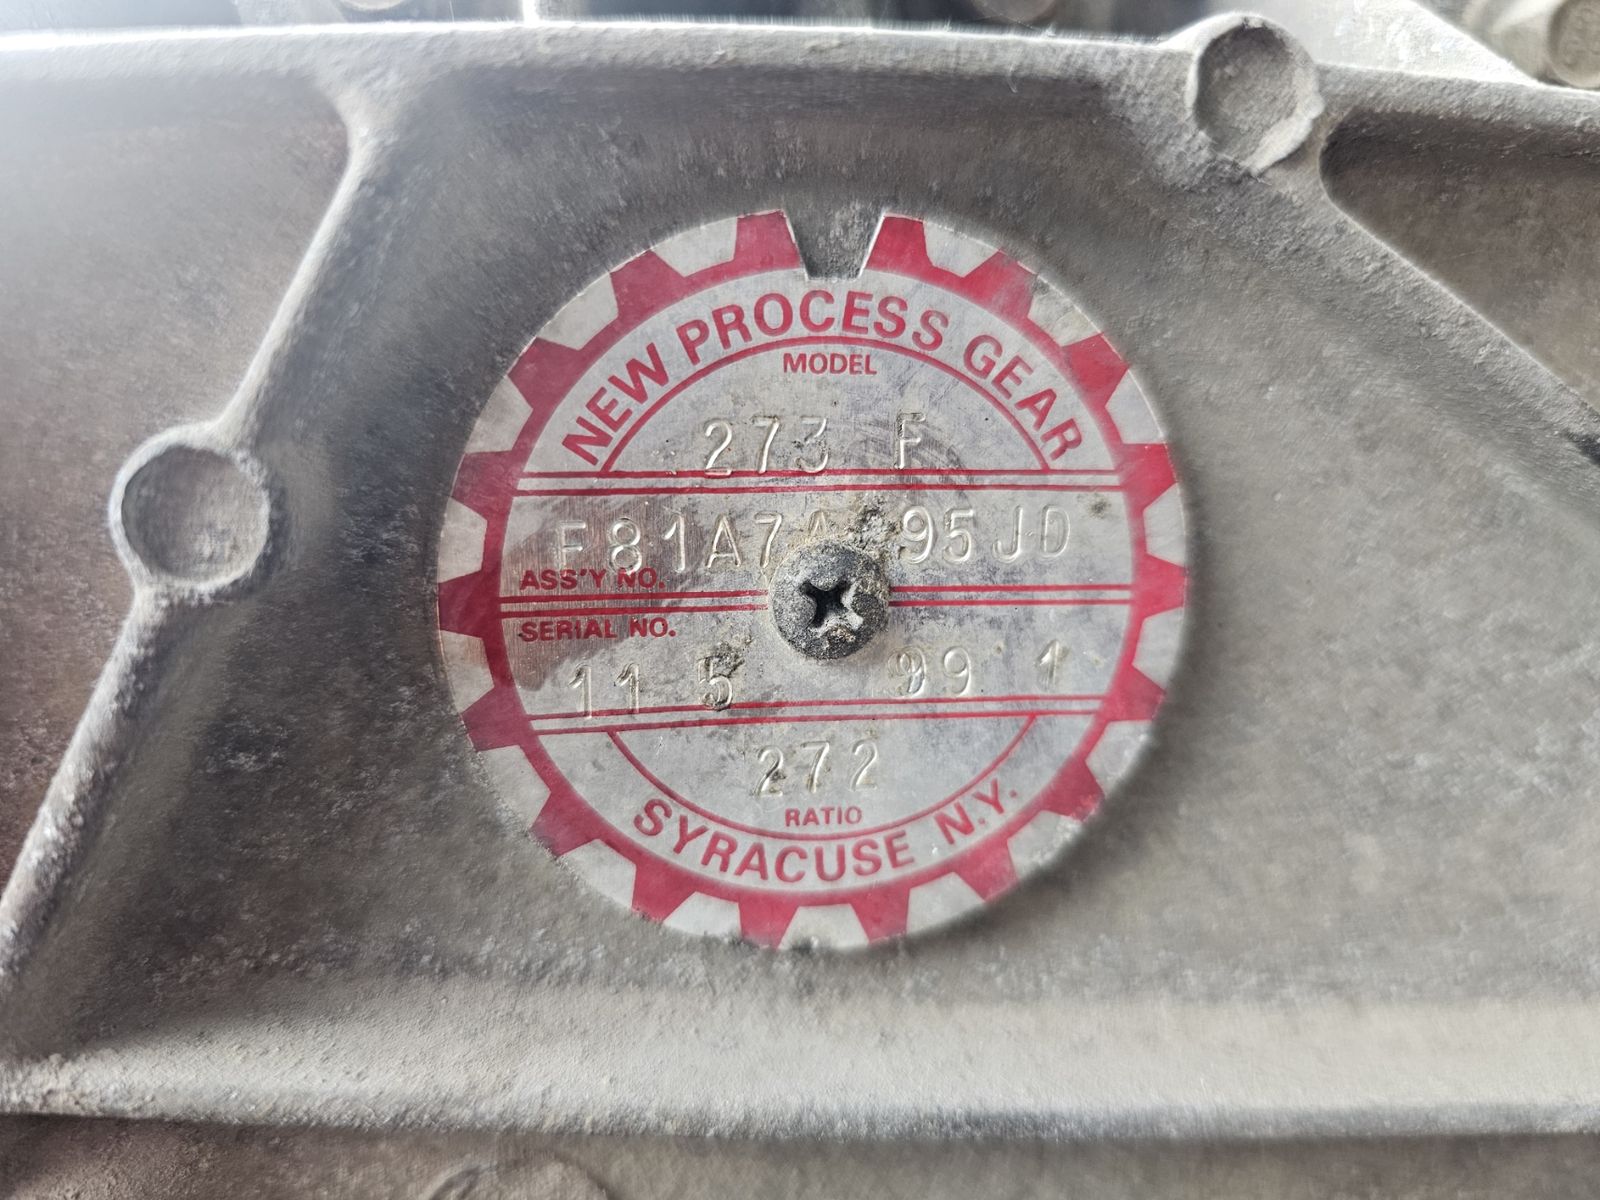 NEW PROCESS GEAR
MODEL
273 F
F81A7A 95JD
ASS'Y NO.
SERIAL NO.
11 5 99 1
272
RATIO
SYRACUSE N.Y.